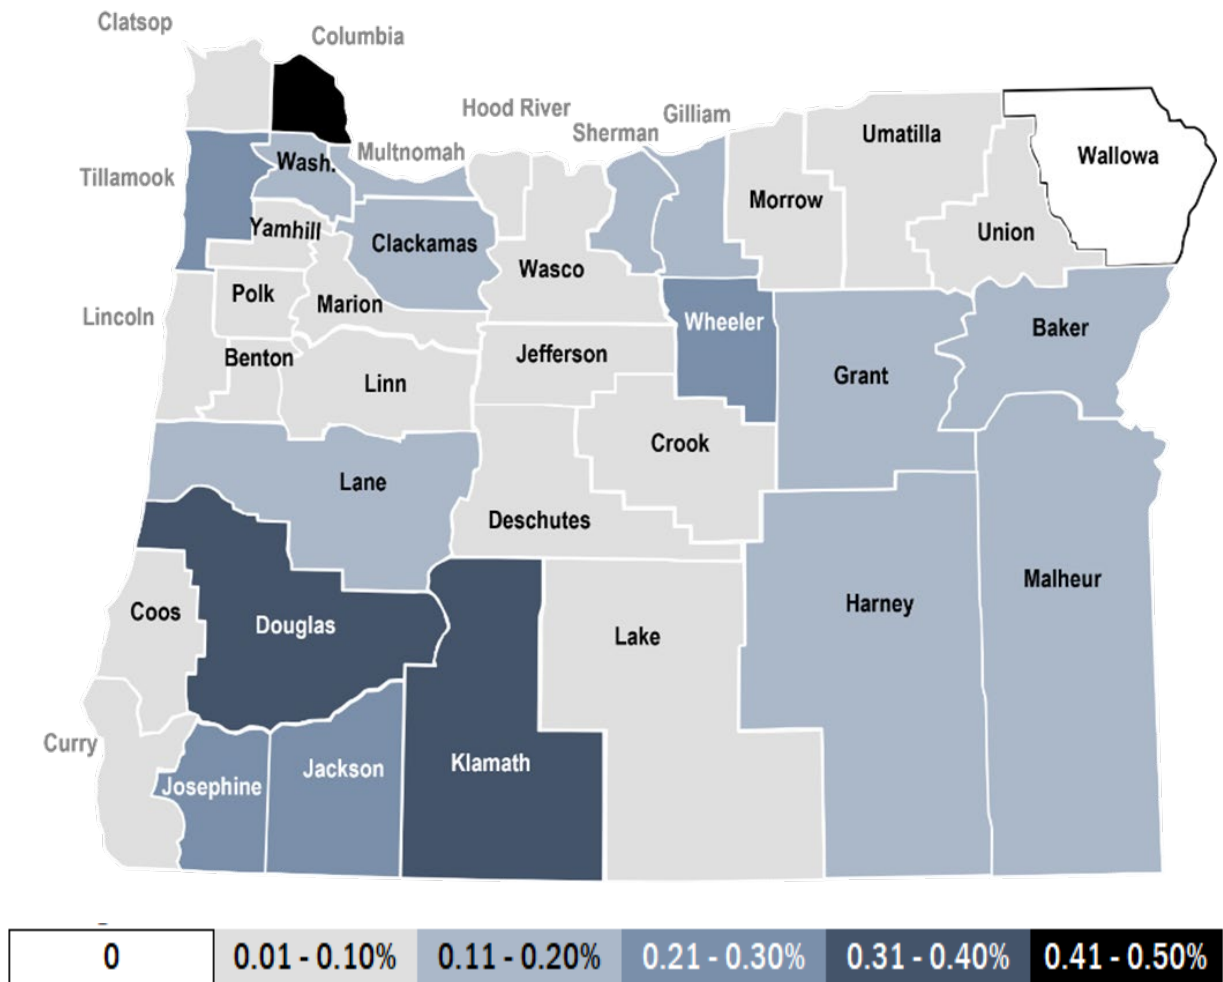 Clatsop
Columbia
Hood River
Gilliam
Sherman
Umatilla
Multnomah
Wash.
Wallowa
Tillamook
Morrow
Yamhill
Union
Clackamas
Wasco
Polk
Marion
Lincoln
Wheeler
Baker
Benton
Jefferson
Linn
Grant
Crook
Lane
Deschutes
Malheur
Harney
Coos
Douglas
Lake
Curry
Klamath
Jackson
Josephine
0 0.01 - 0.10% 0.11 - 0.20% 0.21 - 0.30% 0.31 - 0.40% 0.41 - 0.50%